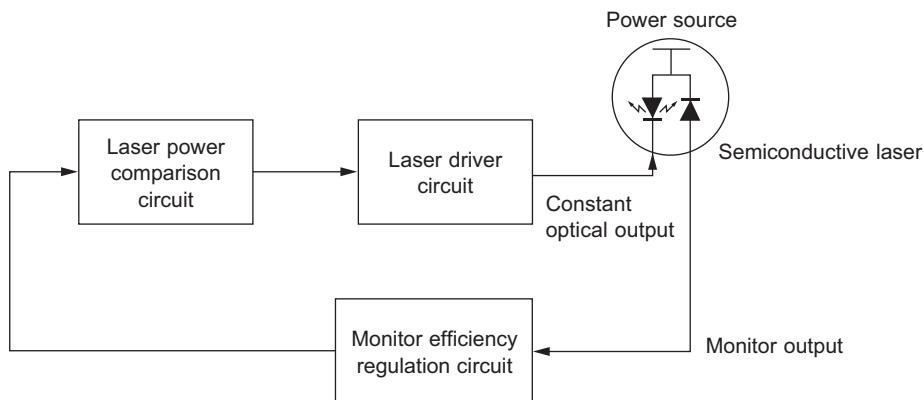 Power source
Laser power
comparison
circuit
Laser driver
circuit
Semiconductive laser
Constant
optical output
Monitor efficiency
regulation circuit
Monitor output